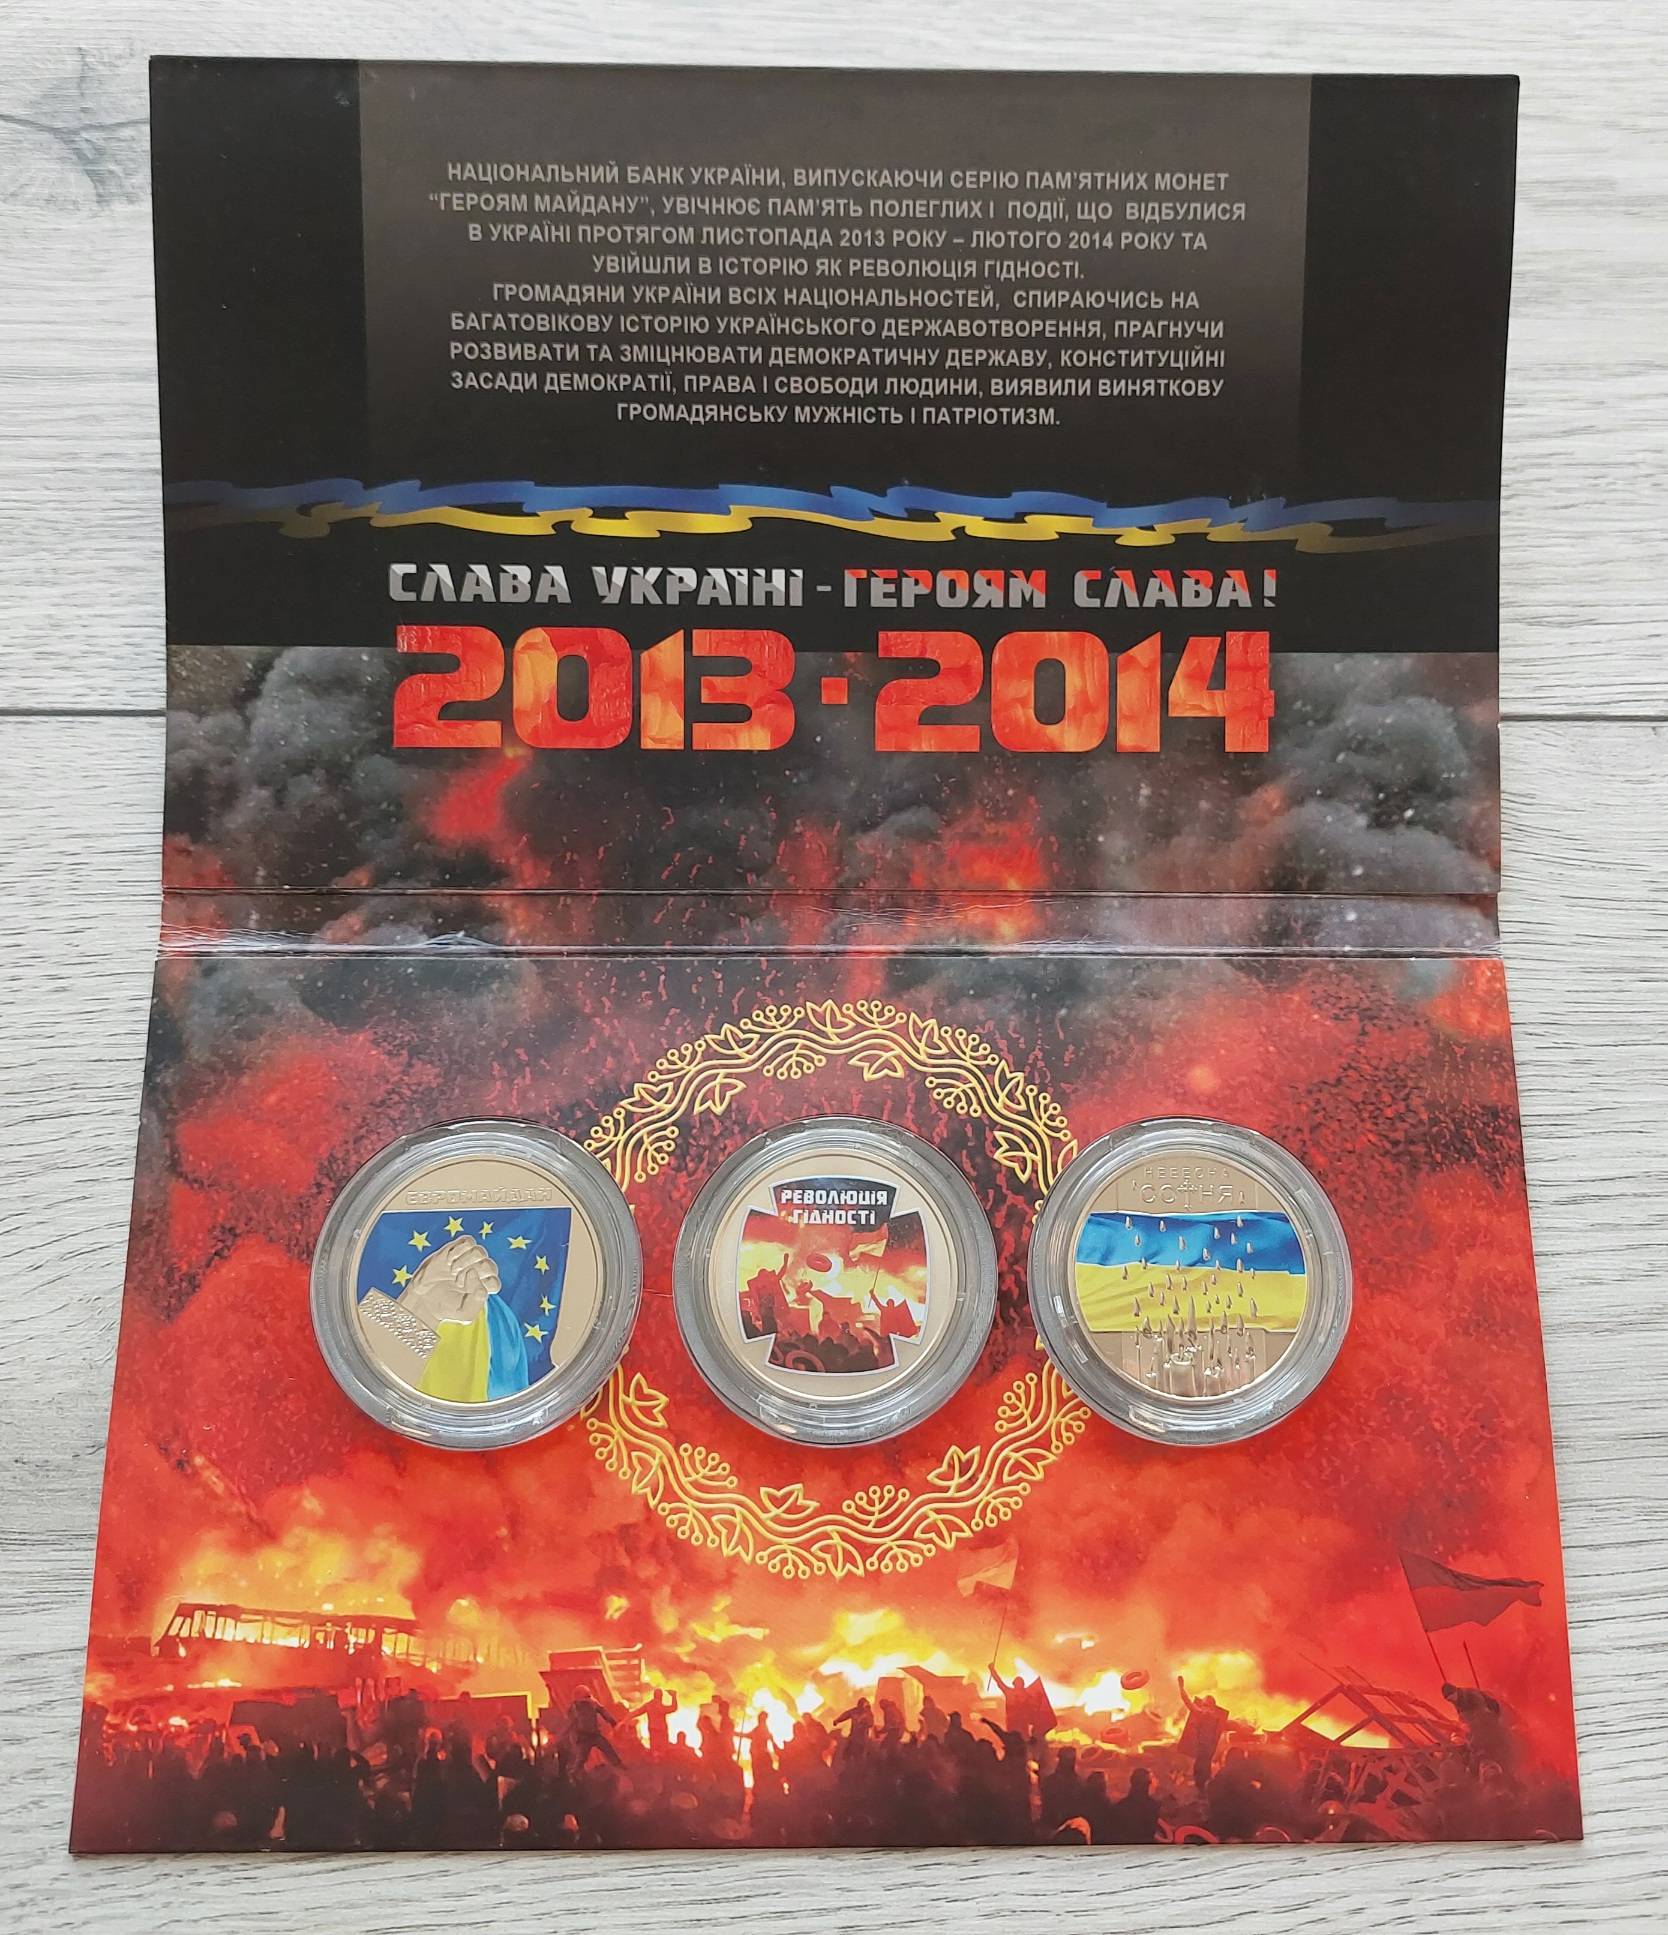 НАЦІОНАЛЬНИЙ БАНК УКРАЇНИ, ВИПУСКАЮЧИ СЕРІЮ ПАМ'ЯТНИХ МОНЕТ
“ГЕРОЯМ МАЙДАНУ”, УВІЧНЮЄ ПАМ'ЯТЬ ПОЛЕГЛИХ І ПОДІЇ, ЩО ВІДБУЛИСЯ
В УКРАЇНІ ПРОТЯГОМ ЛИСТОПАДА 2013 РОКУ – ЛЮТОГО 2014 РОКУ ТА
УВІЙШЛИ В ІСТОРІЮ ЯК РЕВОЛЮЦІЯ ГІДНОСТІ.
ГРОМАДЯНИ УКРАЇНИ ВСІХ НАЦІОНАЛЬНОСТЕЙ, СПИРАЮЧИСЬ НА
БАГАТОВІКОВУ ІСТОРІЮ УКРАЇНСЬКОГО ДЕРЖАВОТВОРЕННЯ, ПРАГНУЧИ
РОЗВИВАТИ ТА ЗМІЦНЮВАТИ ДЕМОКРАТИЧНУ ДЕРЖАВУ, КОНСТИТУЦІЙНІ
ЗАСАДИ ДЕМОКРАТІЇ, ПРАВА І СВОБОДИ ЛЮДИНИ, ВИЯВИЛИ ВИНЯТКОВУ
ГРОМАДЯНСЬКУ МУЖНІСТЬ І ПАТРІОТИЗМ.
СЛАВА УКРАЇНІ - ГЕРОЯМ СЛАВА!
2013 · 2014
ЄВРОМАЙДАН
РЕВОЛЮЦІЯ
ГІДНОСТІ
НЕБЕСНА
СОТНЯ